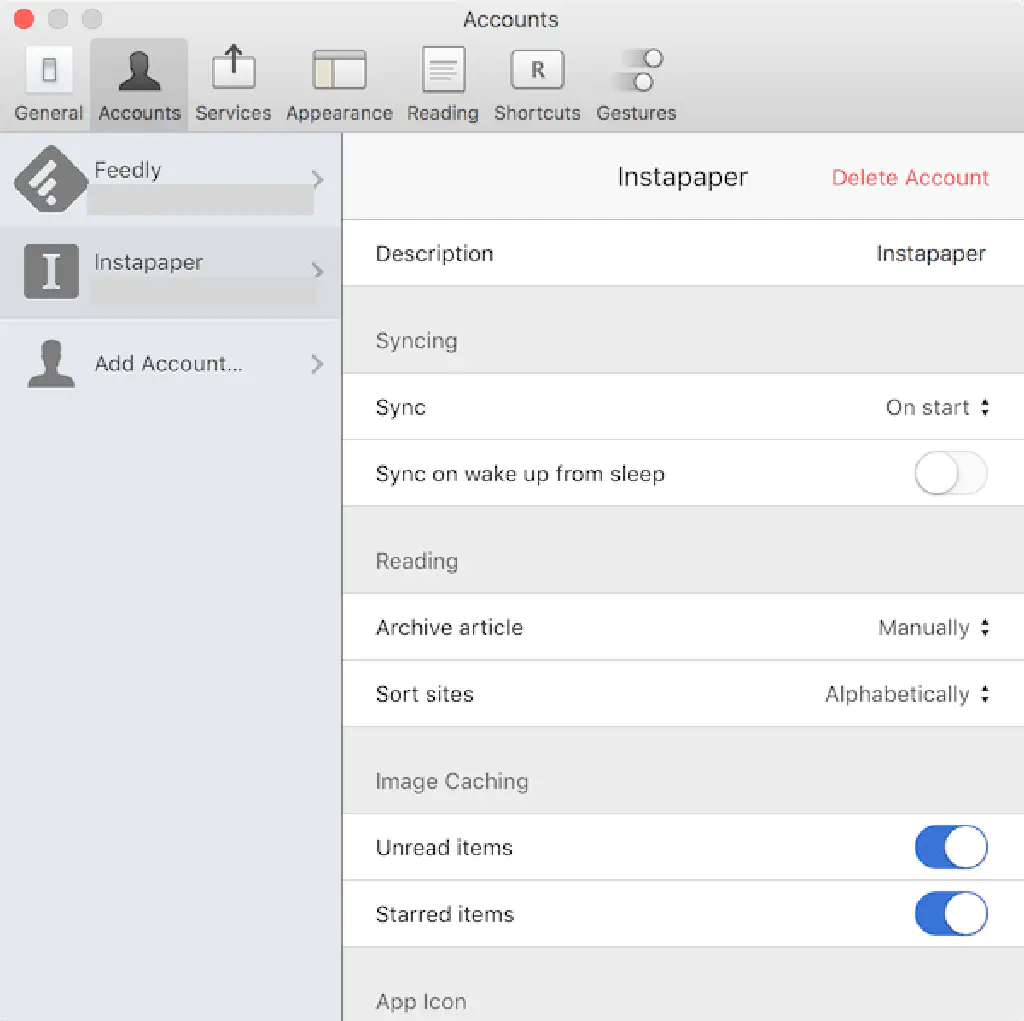 Accounts
General Accounts Services Appearance Reading R Shortcuts Gestures
Feedly
I Instapaper
Add Account...
Instapaper Delete Account
Description Instapaper
Syncing
Sync On start
Sync on wake up from sleep
Reading
Archive article Manually
Sort sites Alphabetically
Image Caching
Unread items
Starred items
App Icon